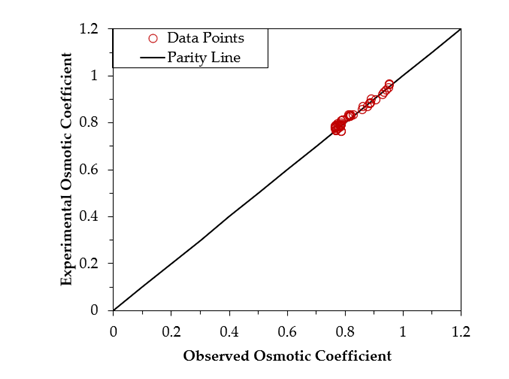 1.2
1
0.8
0.6
0.4
0.2
0
Experimental Osmotic Coefficient
Data Points
Parity Line
0 0.2 0.4 0.6 0.8 1 1.2
Observed Osmotic Coefficient